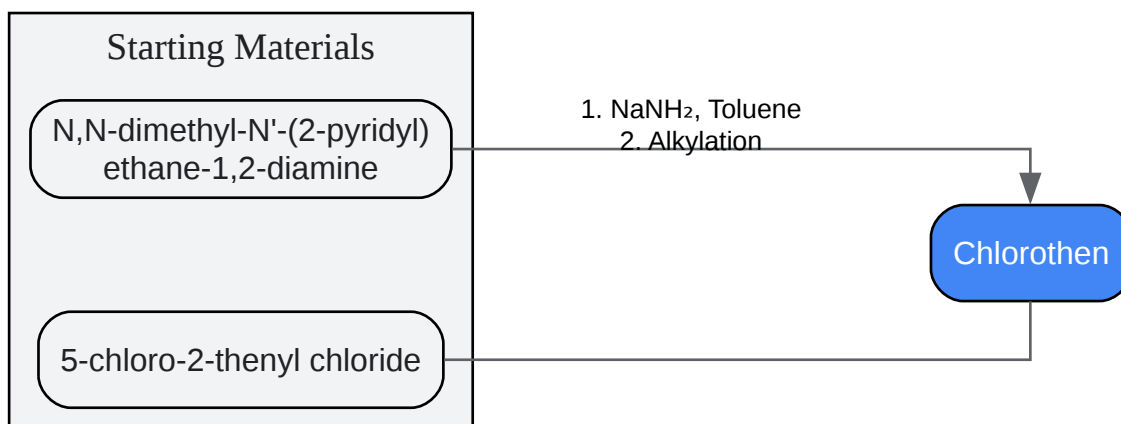 Starting Materials
N,N-dimethyl-N'-(2-pyridyl)
ethane-1,2-diamine
1. NaNH₂, Toluene
2. Alkylation
Chlorothen
5-chloro-2-thenyl chloride